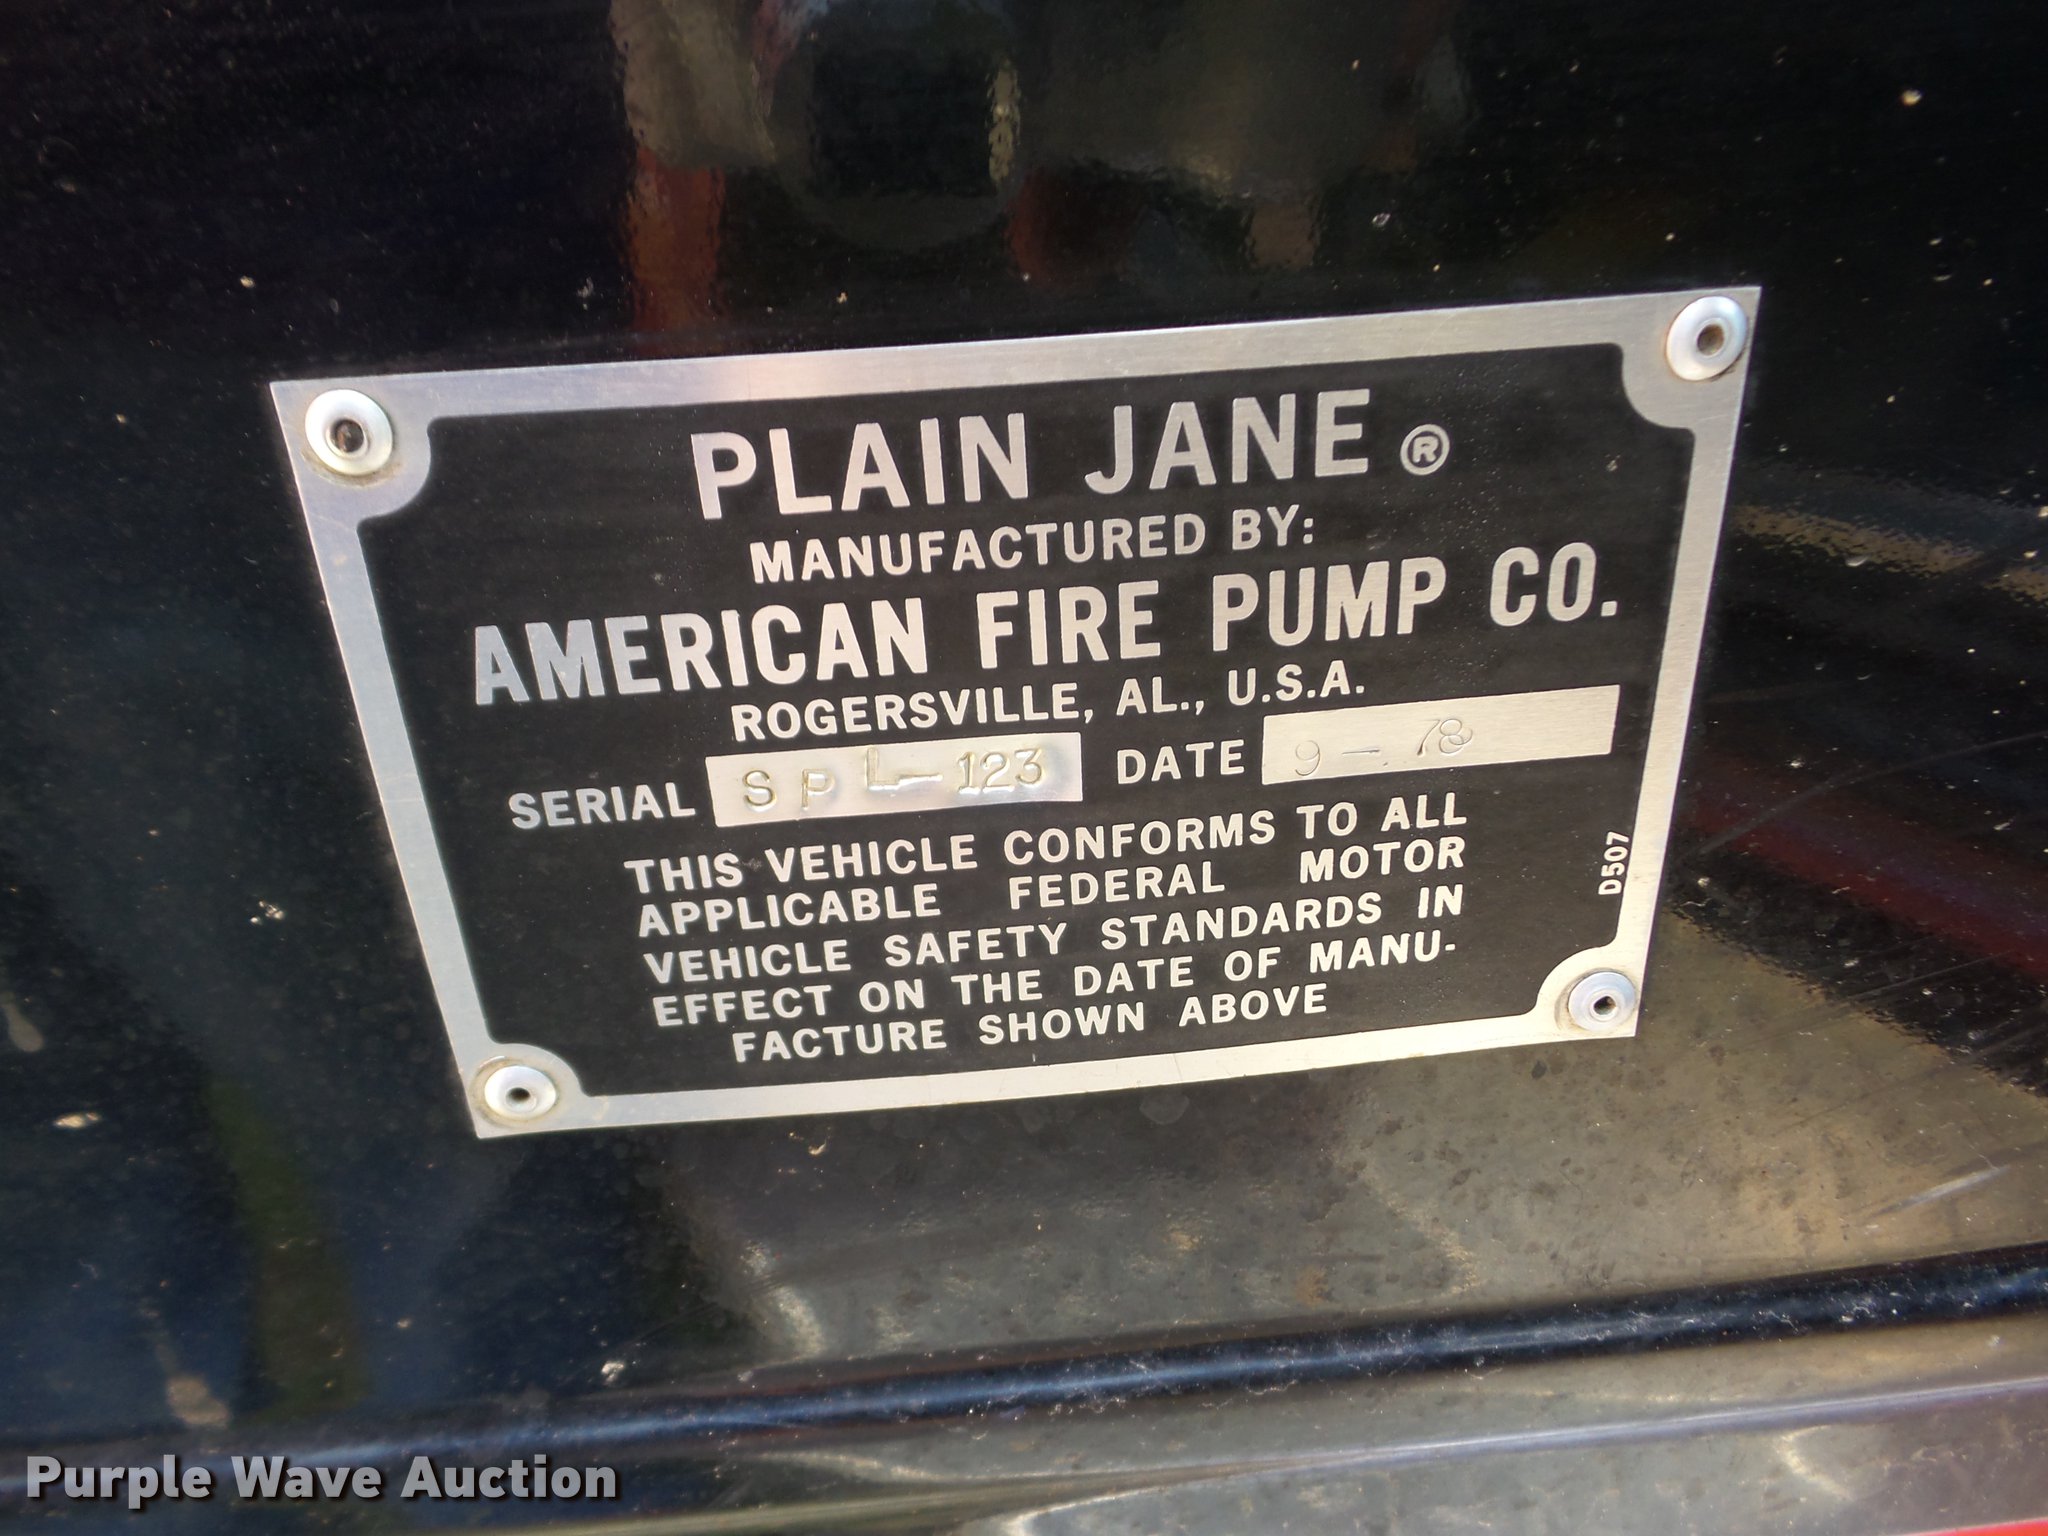 PLAIN JANE ®
MANUFACTURED BY:
AMERICAN FIRE PUMP CO.
ROGERSVILLE, AL., U.S.A.
SERIAL SPL-123 DATE 9-78
THIS VEHICLE CONFORMS TO ALL
APPLICABLE FEDERAL MOTOR
VEHICLE SAFETY STANDARDS IN
EFFECT ON THE DATE OF MANU-
FACTURE SHOWN ABOVE
D507
Purple Wave Auction